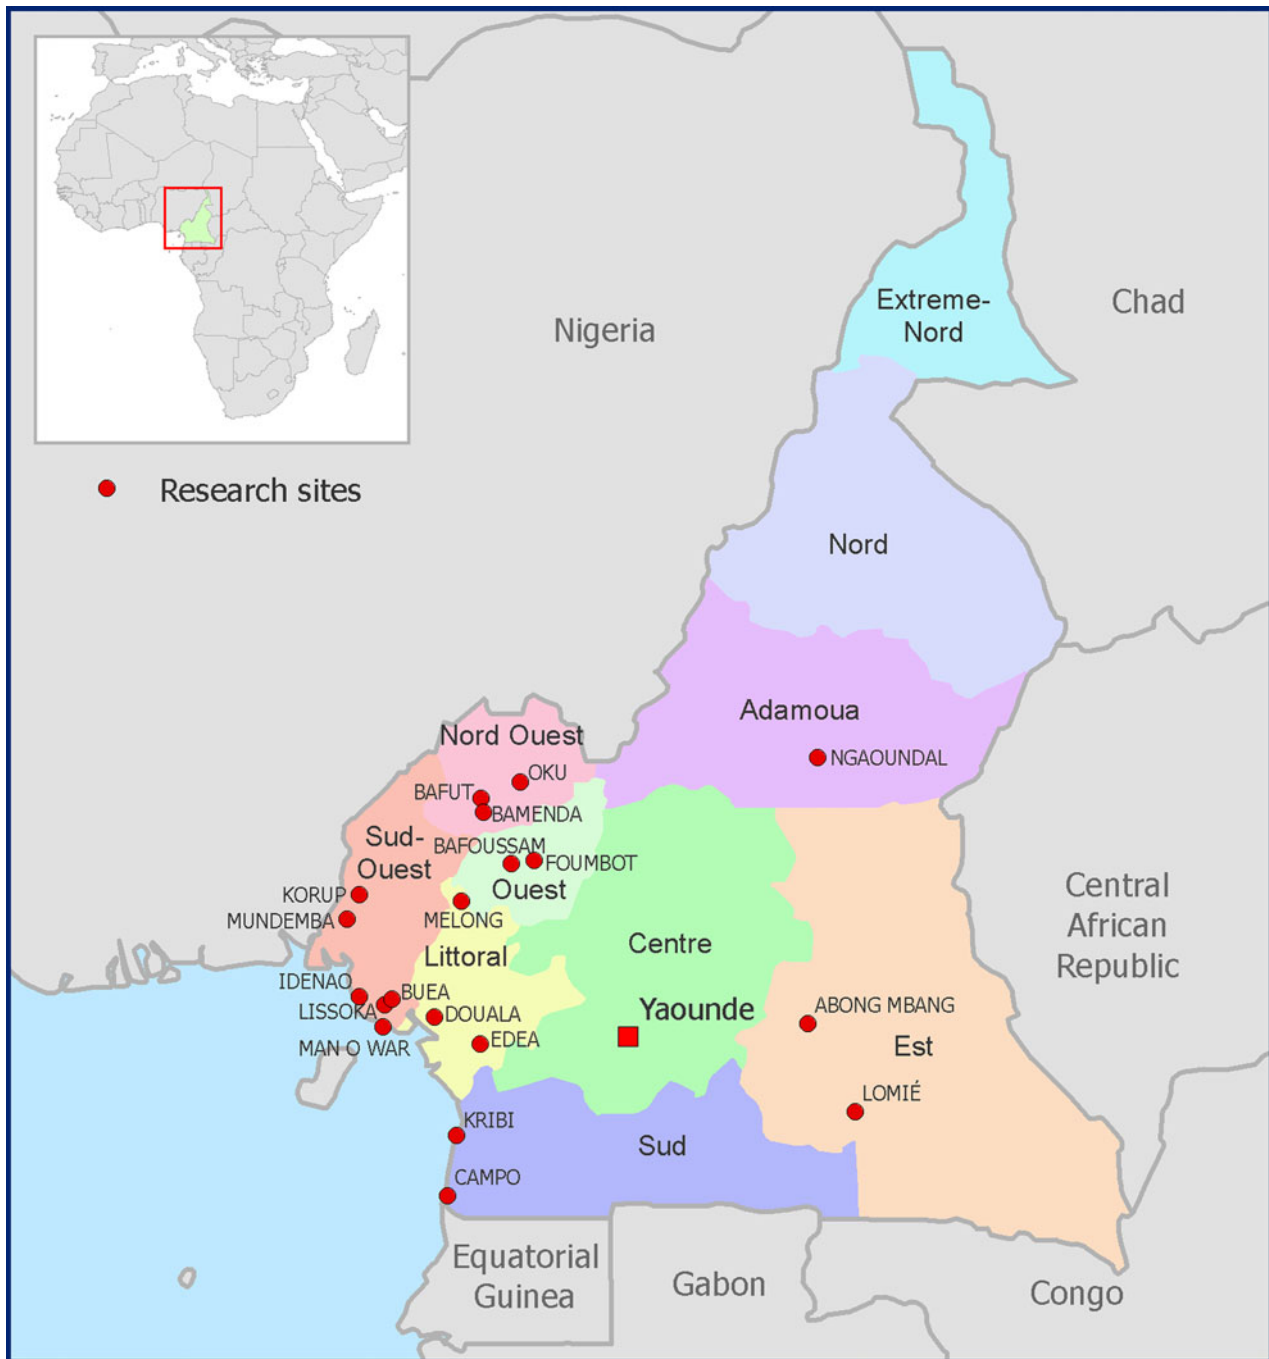 Extreme-
Nord
Chad
Nigeria
Research sites
Nord
Adamoua
Nord Ouest
NGAOUNDAL
OKU
BAFUT
BAMENDA
Sud-
Ouest
BAFOUSSAM
FOUMBOT
Ouest
KORUP
MUNDEMBA
MELONG
Central
African
Republic
Centre
Littoral
IDENAO
BUEA
LISSOKA
DOUALA
Yaounde
ABONG MBANG
MAN O WAR
EDEA
Est
LOMIÉ
KRIBI
Sud
CAMPO
Equatorial
Guinea
Gabon
Congo